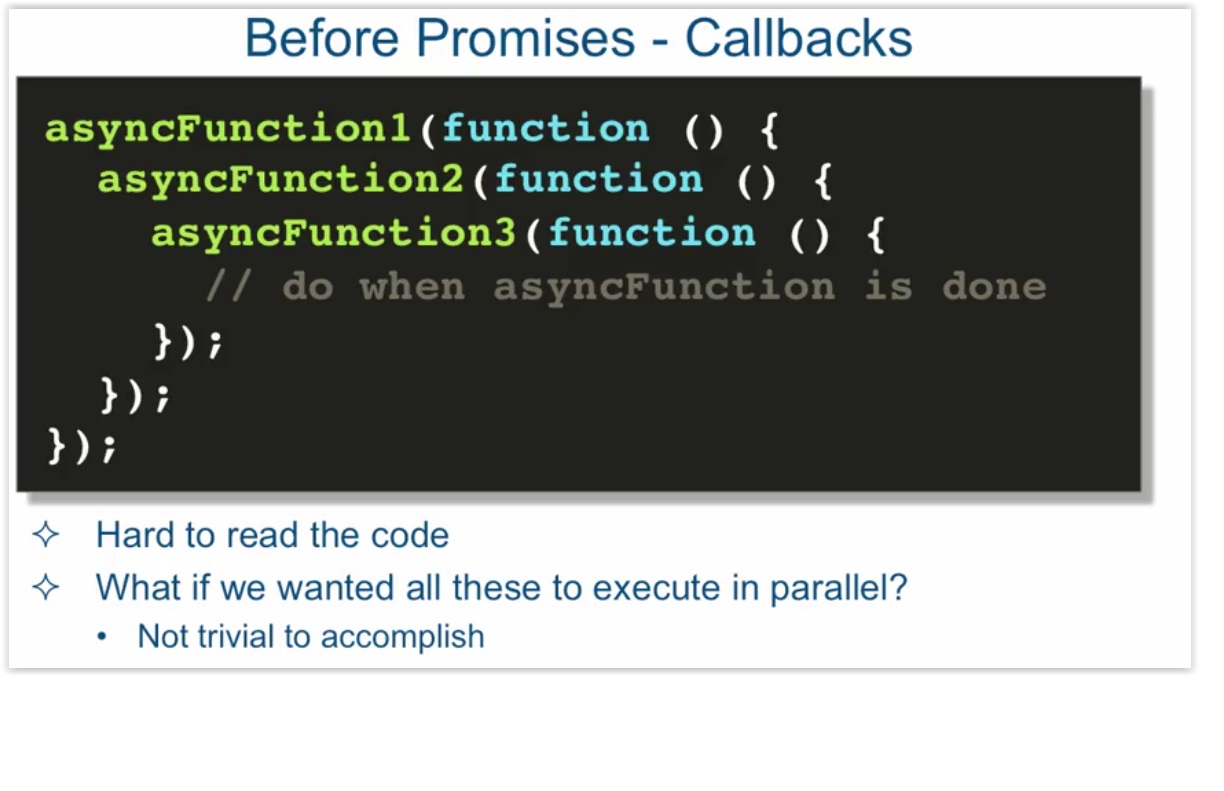 Before Promises - Callbacks
asyncFunction1(function () {
  asyncFunction2(function () {
    asyncFunction3(function () {
      // do when asyncFunction is done
    });
  });
});
✧ Hard to read the code
✧ What if we wanted all these to execute in parallel?
• Not trivial to accomplish